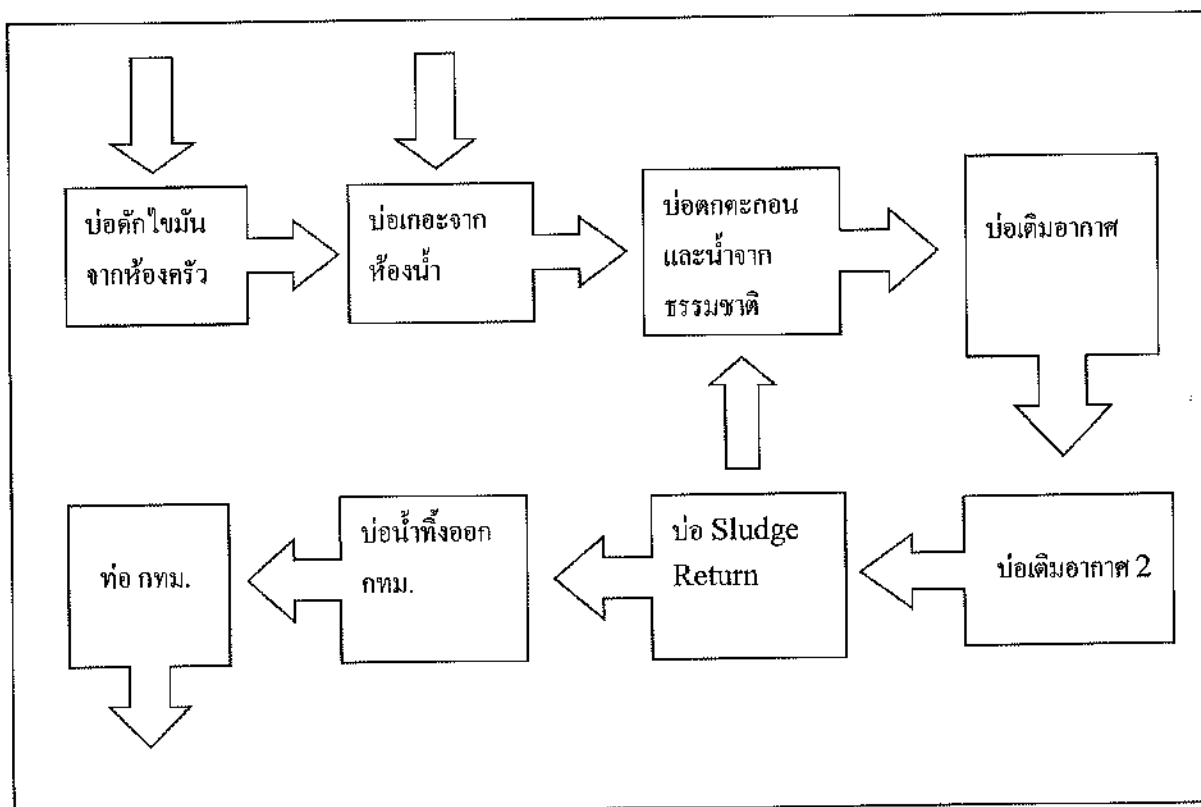 บ่อดักไขมัน
จากห้องครัว
บ่อเกอะจาก
ห้องน้ำ
บ่อตกตะกอน
และน้ำจาก
ธรรมชาติ
บ่อเติมอากาศ
ท่อ กทม.
บ่อน้ำทิ้งออก
กทม.
บ่อ Sludge
Return
บ่อเติมอากาศ 2